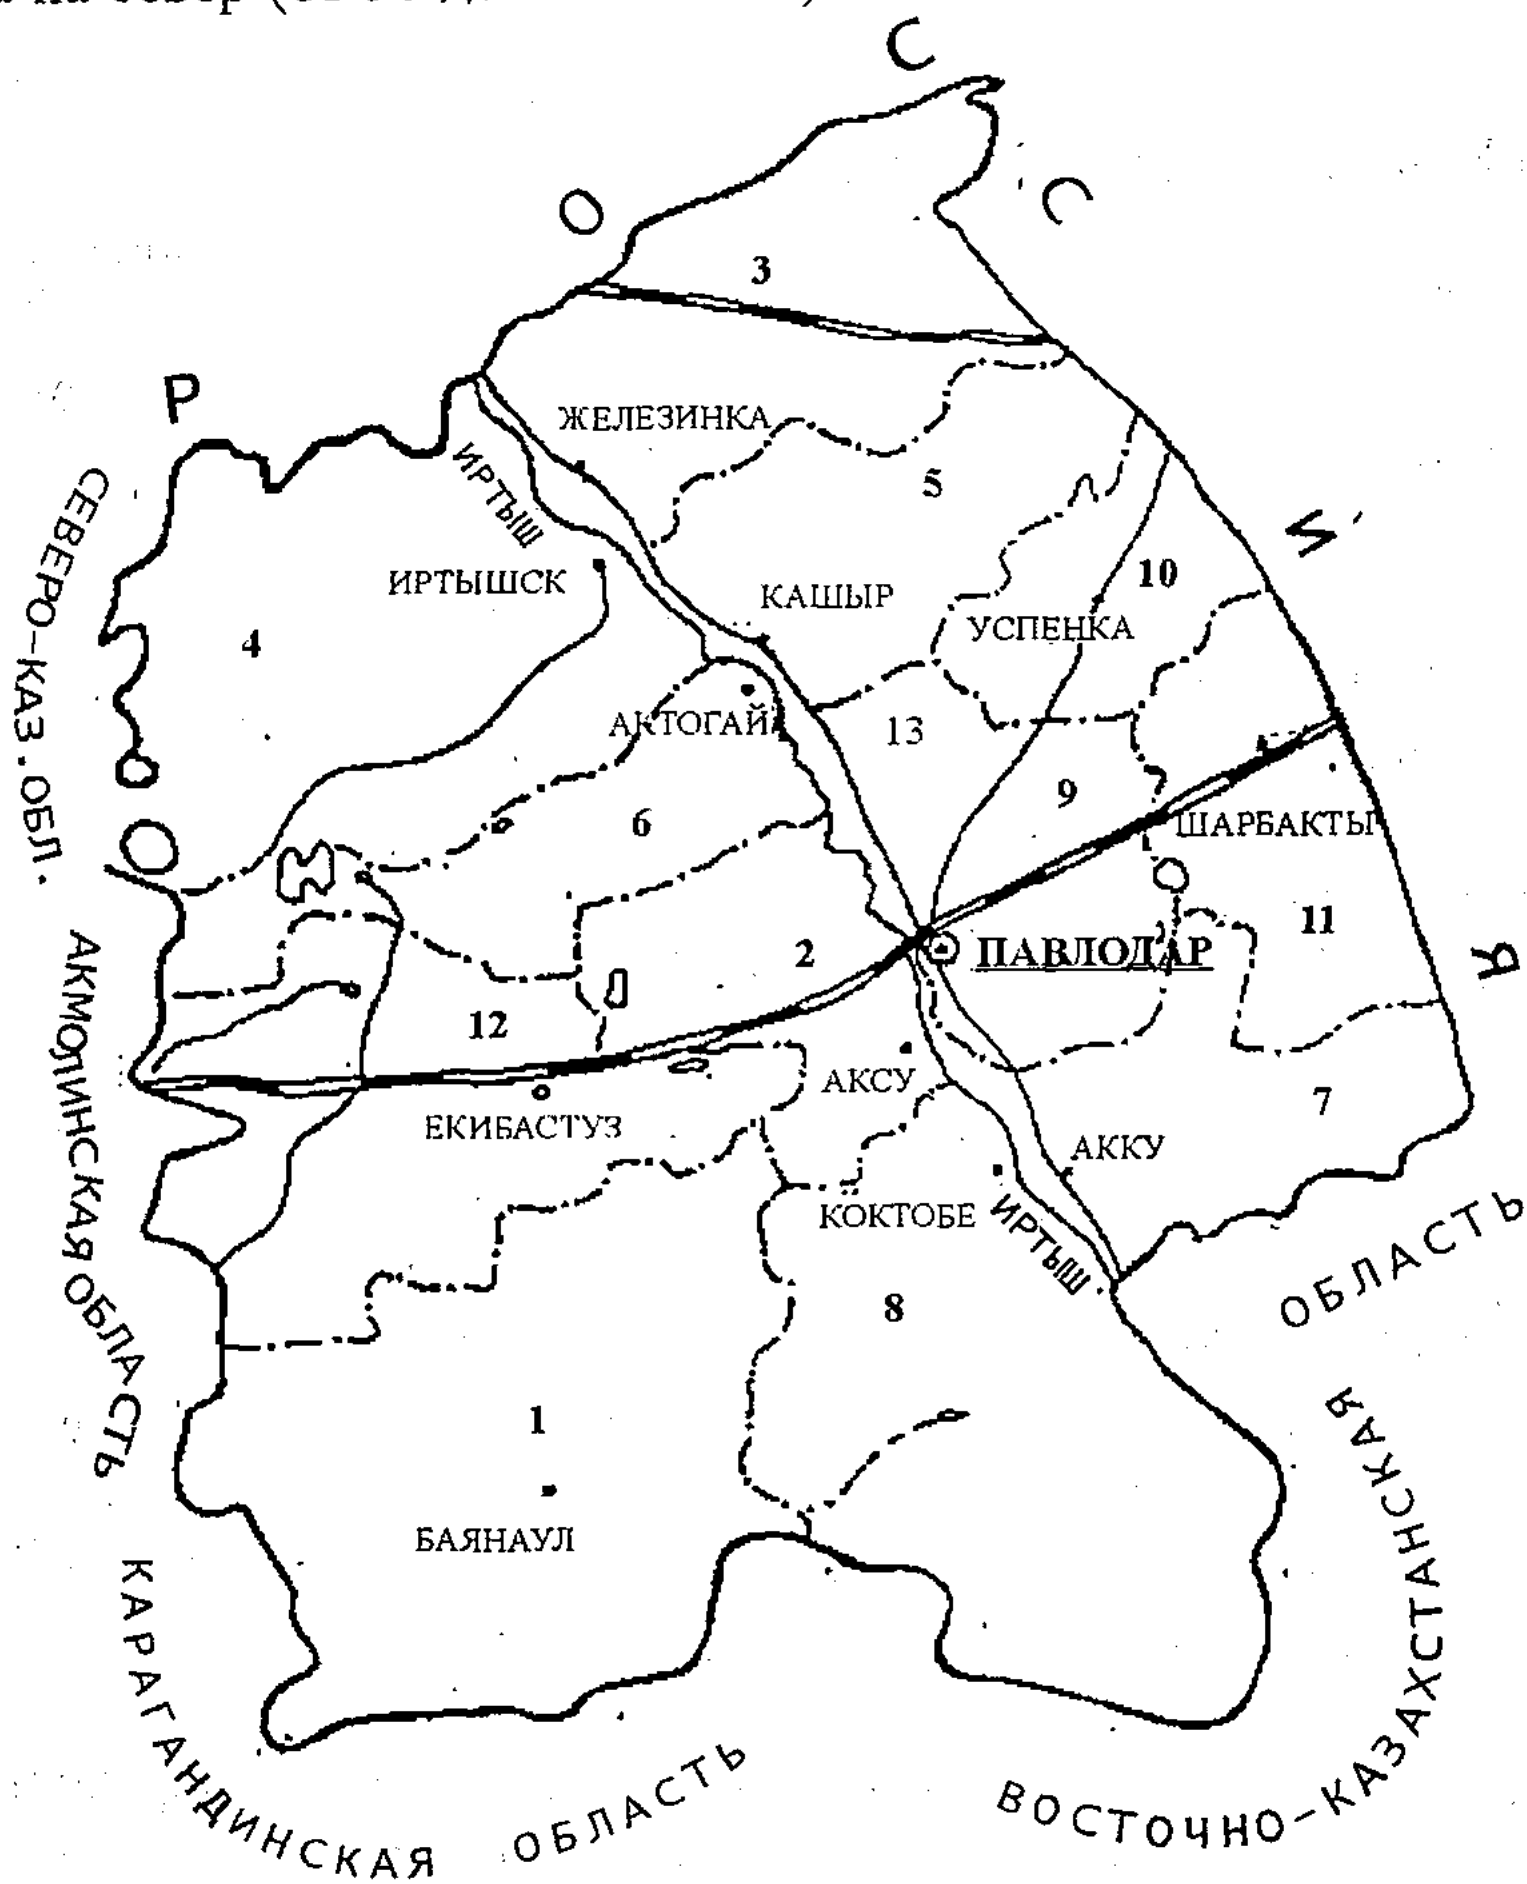 РОССИЯ
3
ЖЕЛЕЗИНКА
ИРТЫШ
5
СЕВЕРО-КАЗ. ОБЛ.
ИРТЫШСК
4
КАШЫР
10
УСПЕНКА
АКТОГАЙ
13
9
6
ШАРБАКТЫ
11
2
ПАВЛОДАР
12
АКМОЛИНСКАЯ ОБЛАСТЬ
АКСУ
7
ЕКИБАСТУЗ
АККУ
КОКТОБЕ
ИРТЫШ
8
1
БАЯНАУЛ
КАРАГАНДИНСКАЯ ОБЛАСТЬ
ВОСТОЧНО-КАЗАХСТАНСКАЯ ОБЛАСТЬ